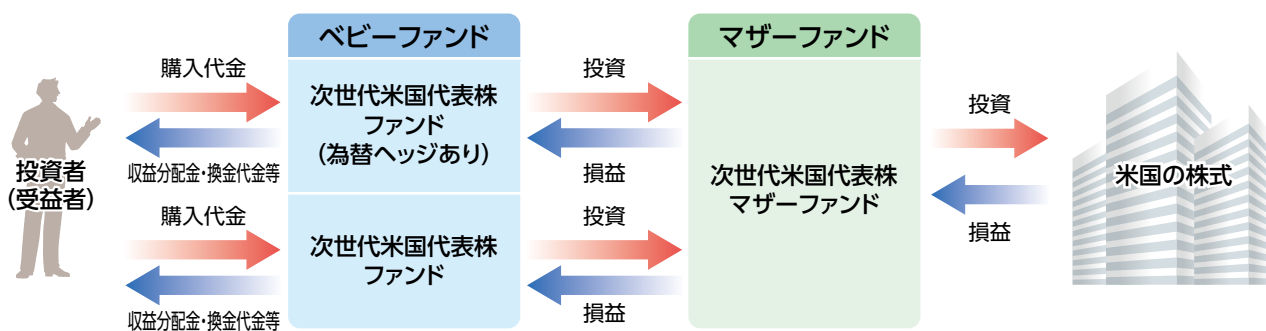 ベビーファンド
マザーファンド
購入代金
次世代米国代表株
ファンド
(為替ヘッジあり)
投資
収益分配金・換金代金等
損益
投資者
(受益者)
次世代米国代表株
マザーファンド
投資
米国の株式
損益
購入代金
次世代米国代表株
ファンド
投資
収益分配金・換金代金等
損益